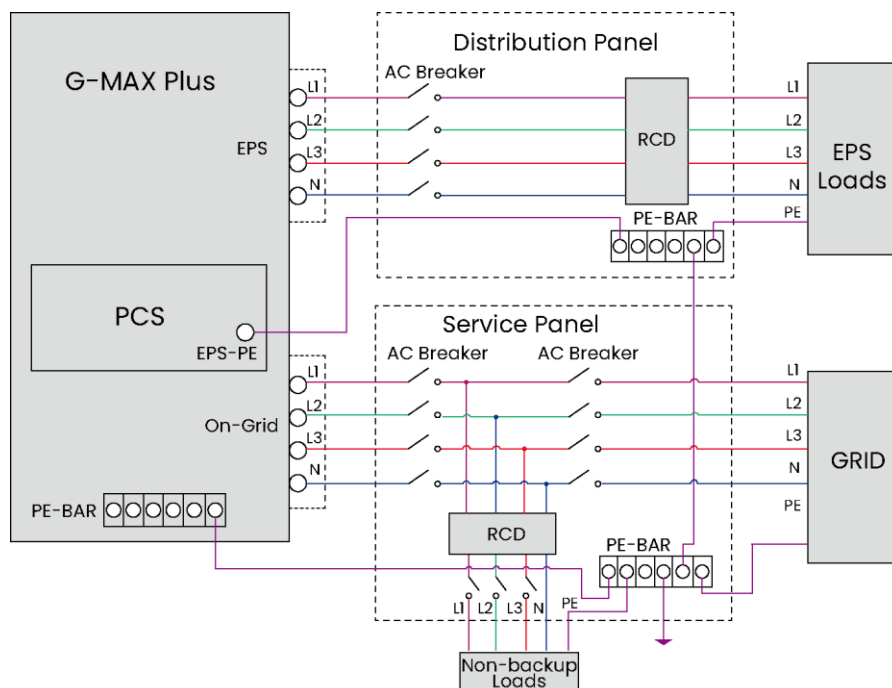 Distribution Panel
G-MAX Plus
AC Breaker
L1
L1
L2
L2
EPS
RCD
EPS
Loads
L3
L3
N
N
PE-BAR
PE
PCS
EPS-PE
Service Panel
AC Breaker
AC Breaker
L1
L1
L2
L2
On-Grid
L3
L3
GRID
N
N
PE-BAR
PE
RCD
PE-BAR
L1
L2
L3
N
PE
Non-backup
Loads